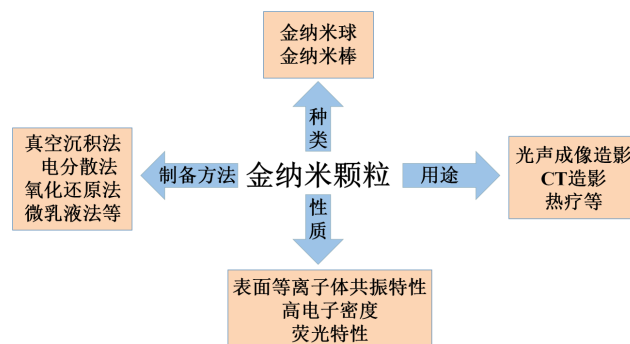 金纳米球
金纳米棒
种类
真空沉积法
电分散法
氧化还原法
微乳液法等
制备方法
金纳米颗粒
用途
光声成像造影
CT造影
热疗等
性质
表面等离子体共振特性
高电子密度
荧光特性